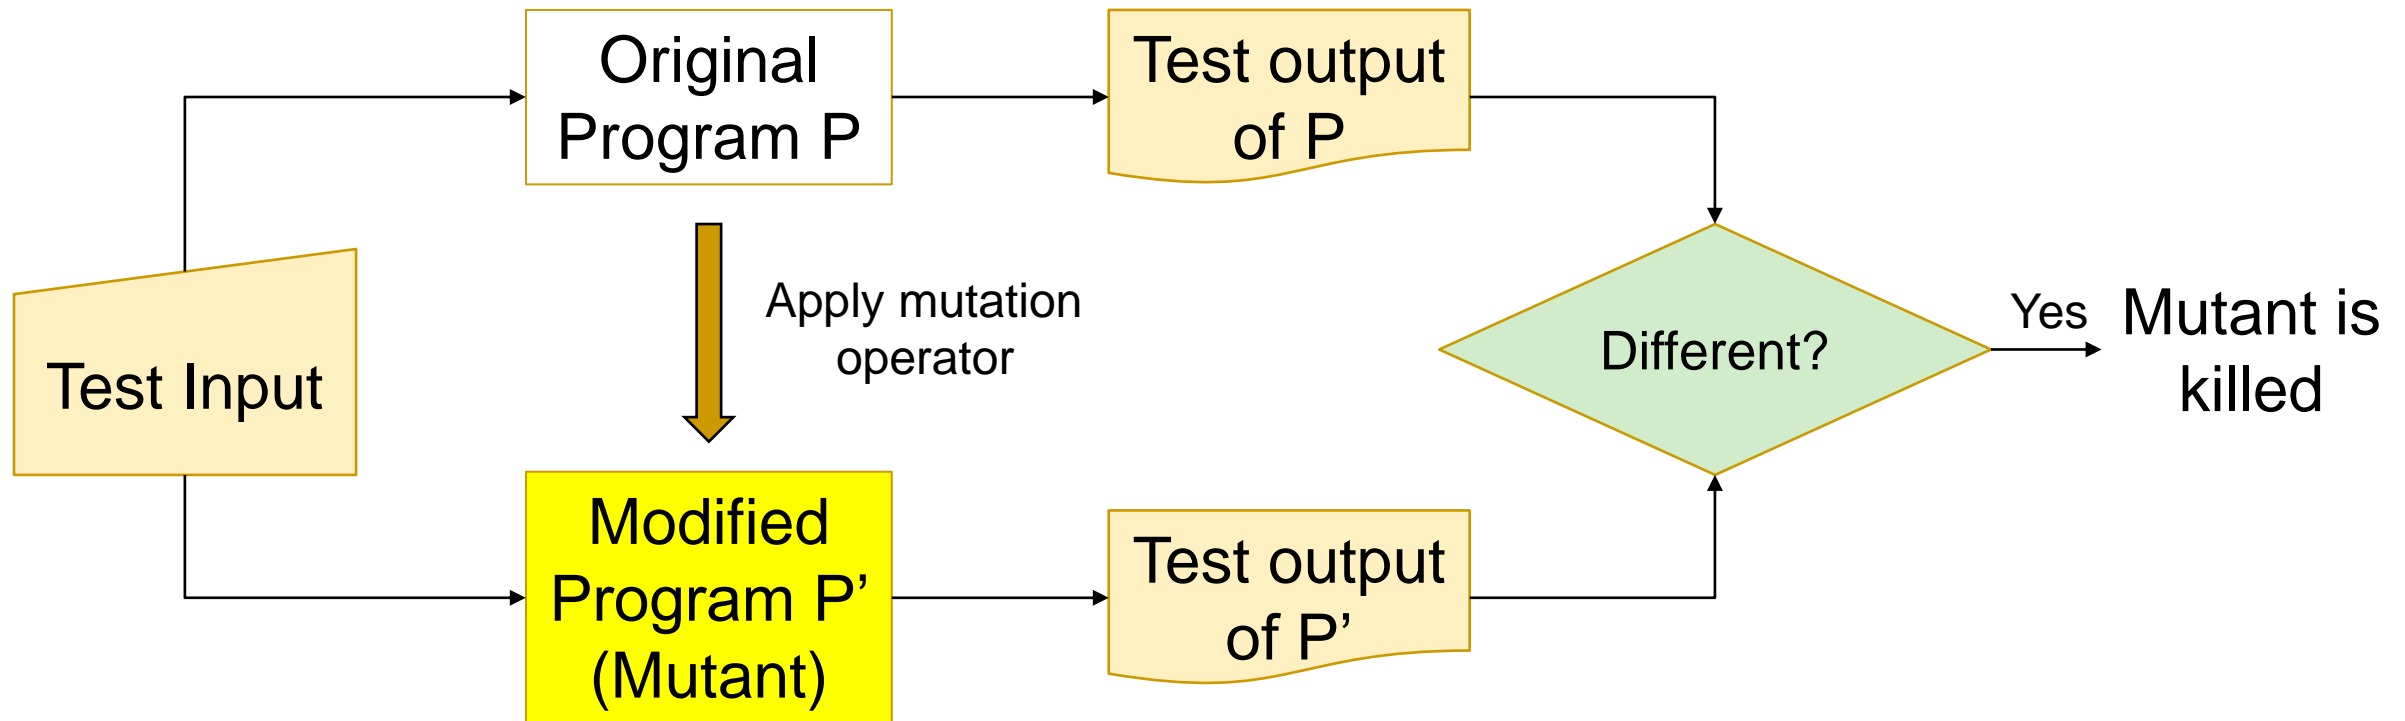 Original
Program P
Test output
of P
Test Input
Apply mutation
operator
Different?
Yes
Mutant is
killed
Modified
Program P’
(Mutant)
Test output
of P’